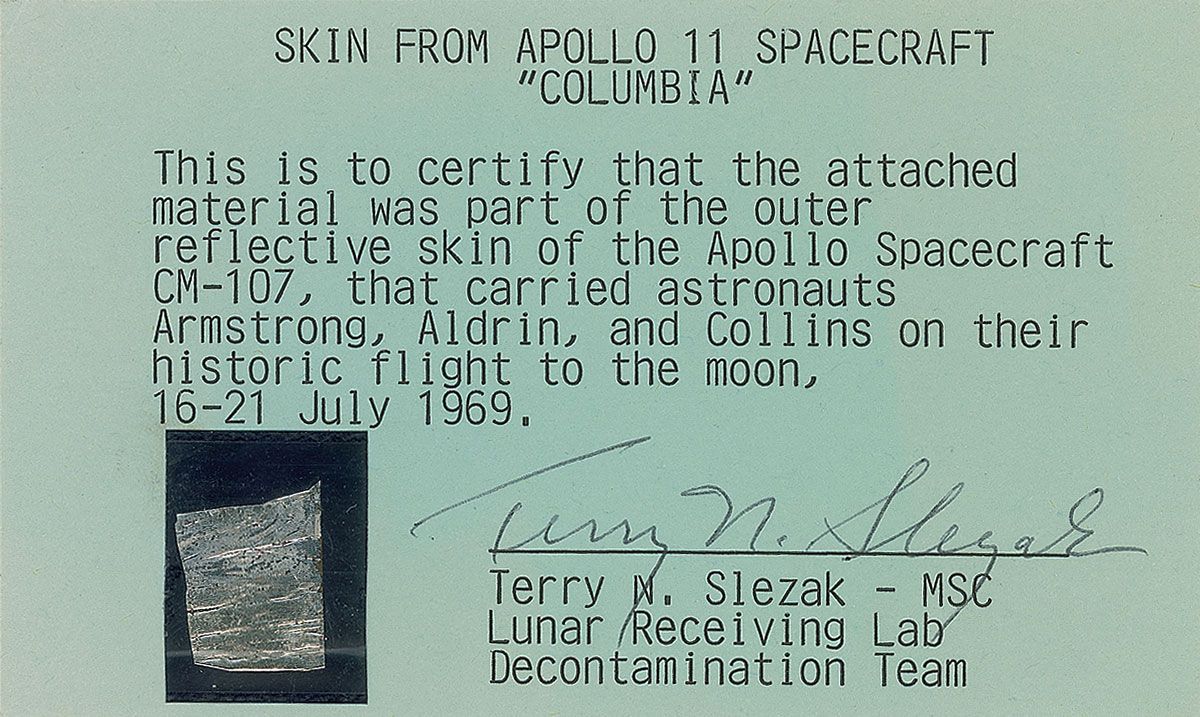 SKIN FROM APOLLO 11 SPACECRAFT
"COLUMBIA"
This is to certify that the attached
material was part of the outer
reflective skin of the Apollo Spacecraft
CM-107, that carried astronauts
Armstrong, Aldrin, and Collins on their
historic flight to the moon,
16-21 July 1969.
Terry N. Slezak
Terry N. Slezak - MSC
Lunar Receiving Lab
Decontamination Team